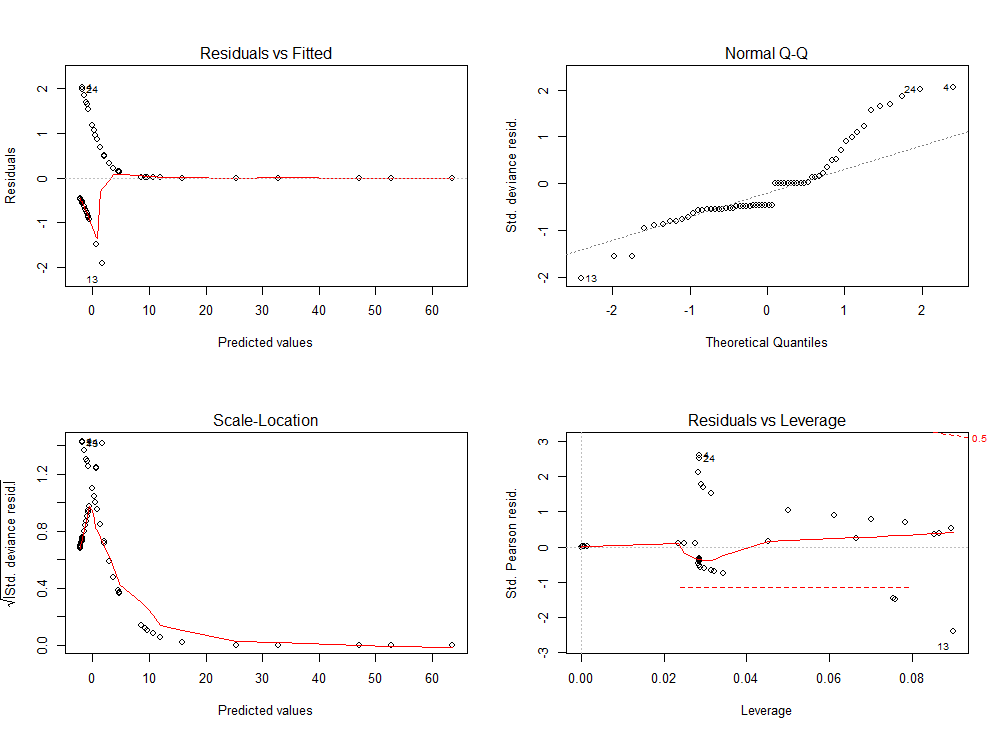 Residuals vs Fitted
Residuals
-2 -1 0 1 2
0 10 20 30 40 50 60
Predicted values
4
24
13
Normal Q-Q
Std. deviance resid.
-2 -1 0 1 2
-2 -1 0 1 2
Theoretical Quantiles
24
4
13
Scale-Location
√|Std. deviance resid.|
0.0 0.4 0.8 1.2
0 10 20 30 40 50 60
Predicted values
Residuals vs Leverage
Std. Pearson resid.
-3 -2 -1 0 1 2 3
0.00 0.02 0.04 0.06 0.08
Leverage
4
24
13
0.5